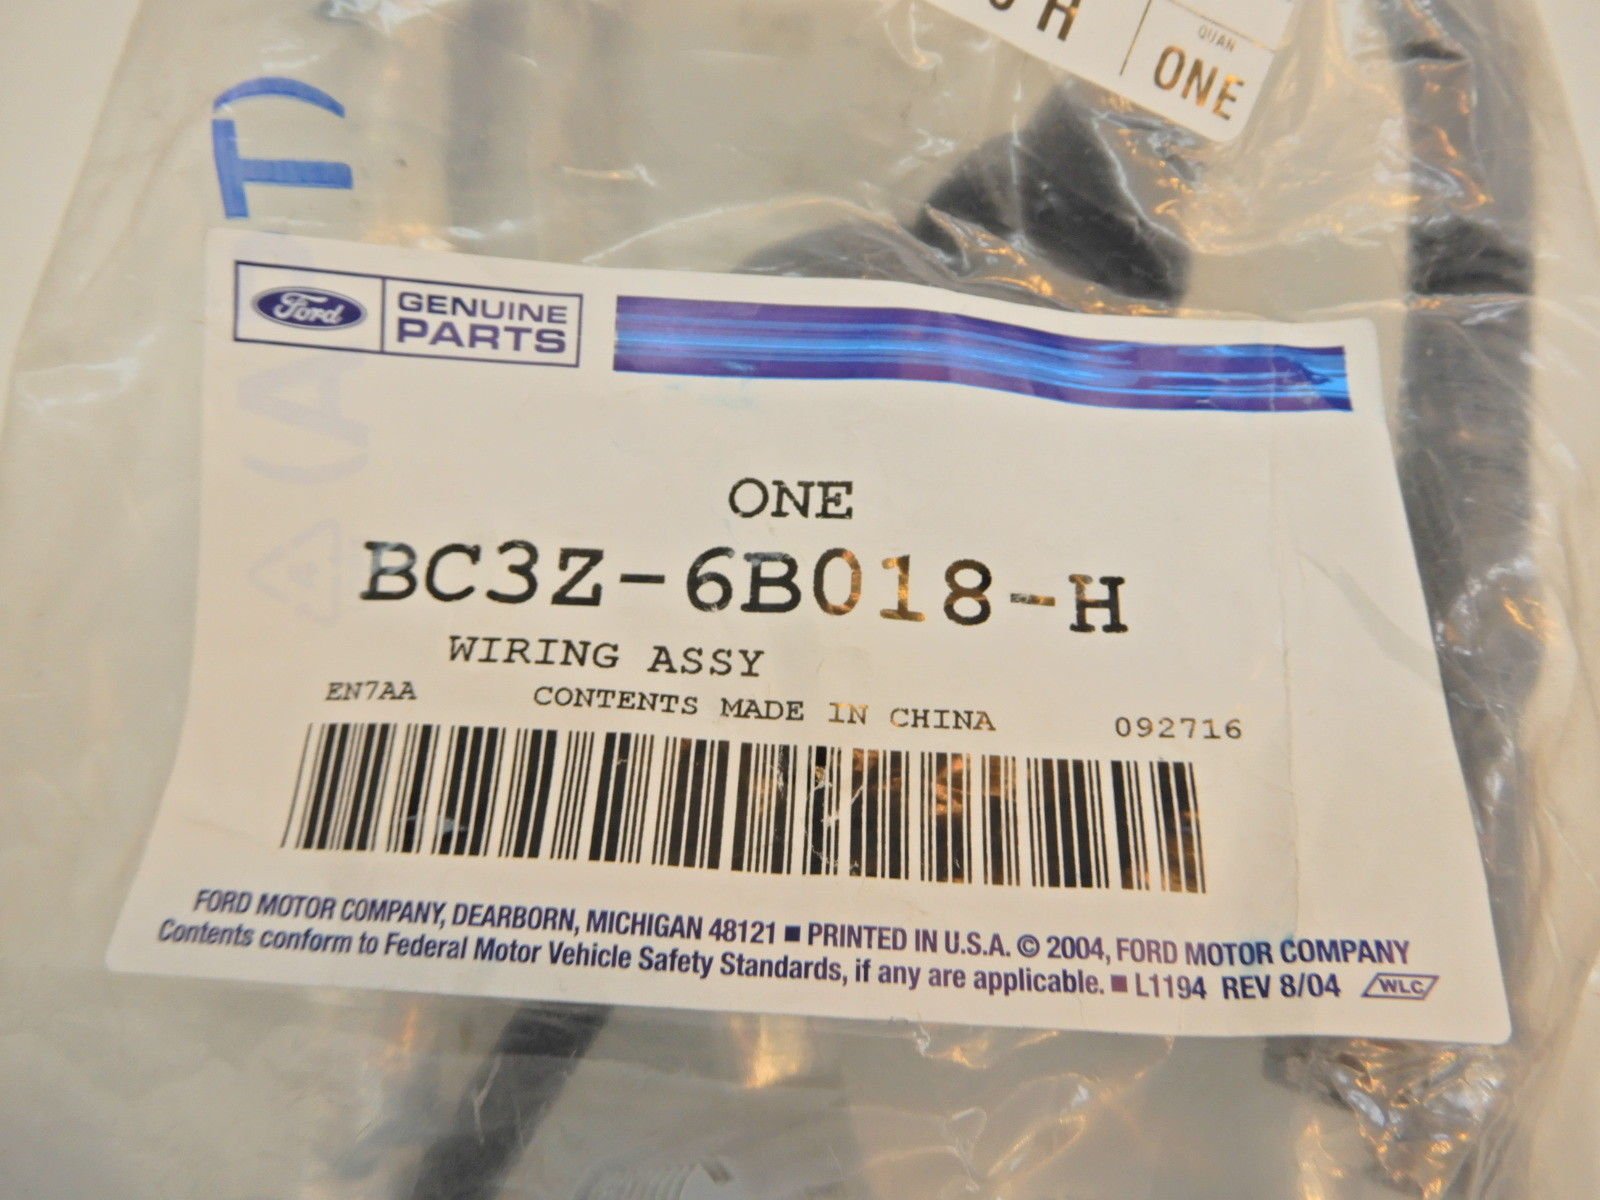 H
QUAN
ONE
T)
Ford
GENUINE
PARTS
(A
ONE
BC3Z-6B018-H
WIRING ASSY
EN7AA CONTENTS MADE IN CHINA 092716
FORD MOTOR COMPANY, DEARBORN, MICHIGAN 48121 ■ PRINTED IN U.S.A. © 2004, FORD MOTOR COMPANY
Contents conform to Federal Motor Vehicle Safety Standards, if any are applicable. ■ L1194 REV 8/04 WLC